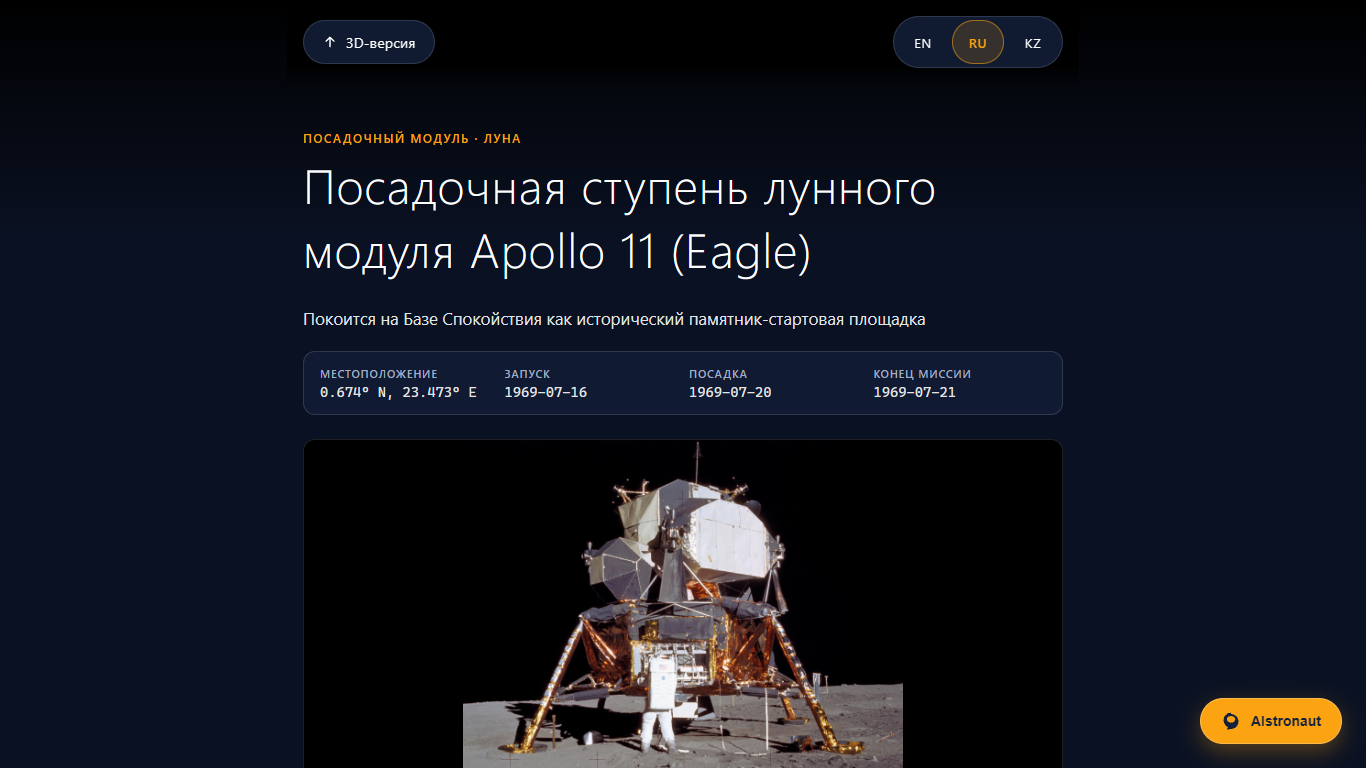 ↑ 3D-версия
EN RU KZ
ПОСАДОЧНЫЙ МОДУЛЬ · ЛУНА
Посадочная ступень лунного
модуля Apollo 11 (Eagle)
Покоится на Базе Спокойствия как исторический памятник-стартовая площадка
МЕСТОПОЛОЖЕНИЕ ЗАПУСК ПОСАДКА КОНЕЦ МИССИИ
0.674° N, 23.473° E 1969-07-16 1969-07-20 1969-07-21
AIstronaut